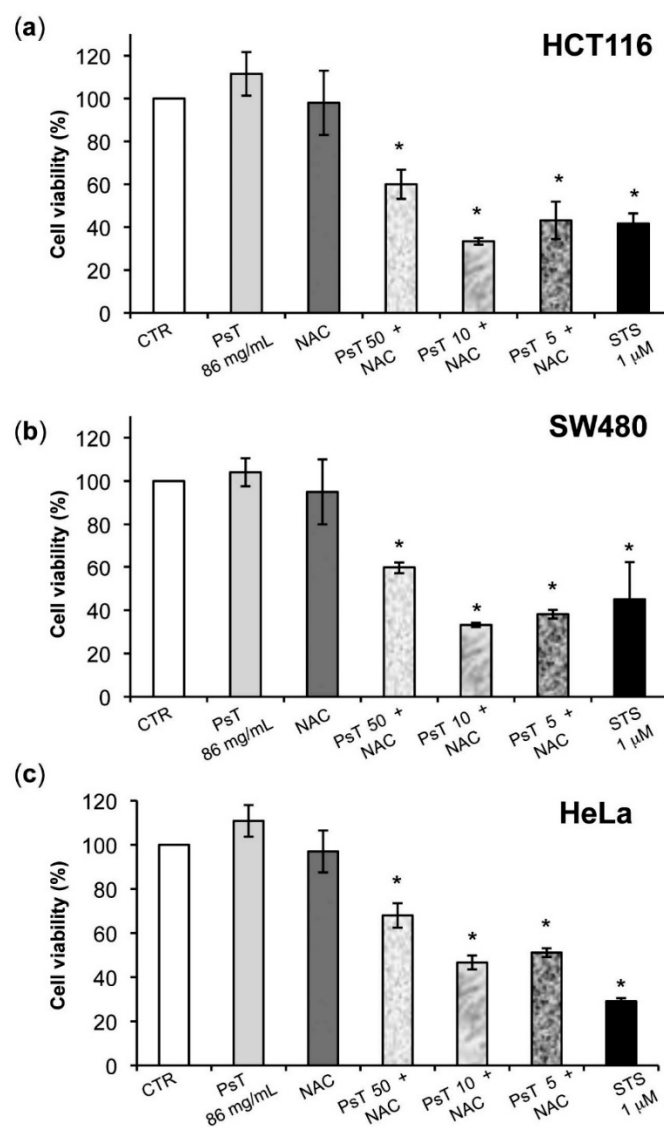 (a)
HCT116
Cell viability (%)
120
100
80
60
40
20
0
*
*
*
*
CTR
PsT
86 mg/mL
NAC
PsT 50 +
NAC
PsT 10 +
NAC
PsT 5 +
NAC
STS
1 μM
(b)
SW480
Cell viability (%)
120
100
80
60
40
20
0
*
*
*
*
CTR
PsT
86 mg/mL
NAC
PsT 50 +
NAC
PsT 10 +
NAC
PsT 5 +
NAC
STS
1 μM
(c)
HeLa
Cell viability (%)
120
100
80
60
40
20
0
*
*
*
*
CTR
PsT
86 mg/mL
NAC
PsT 50 +
NAC
PsT 10 +
NAC
PsT 5 +
NAC
STS
1 μM